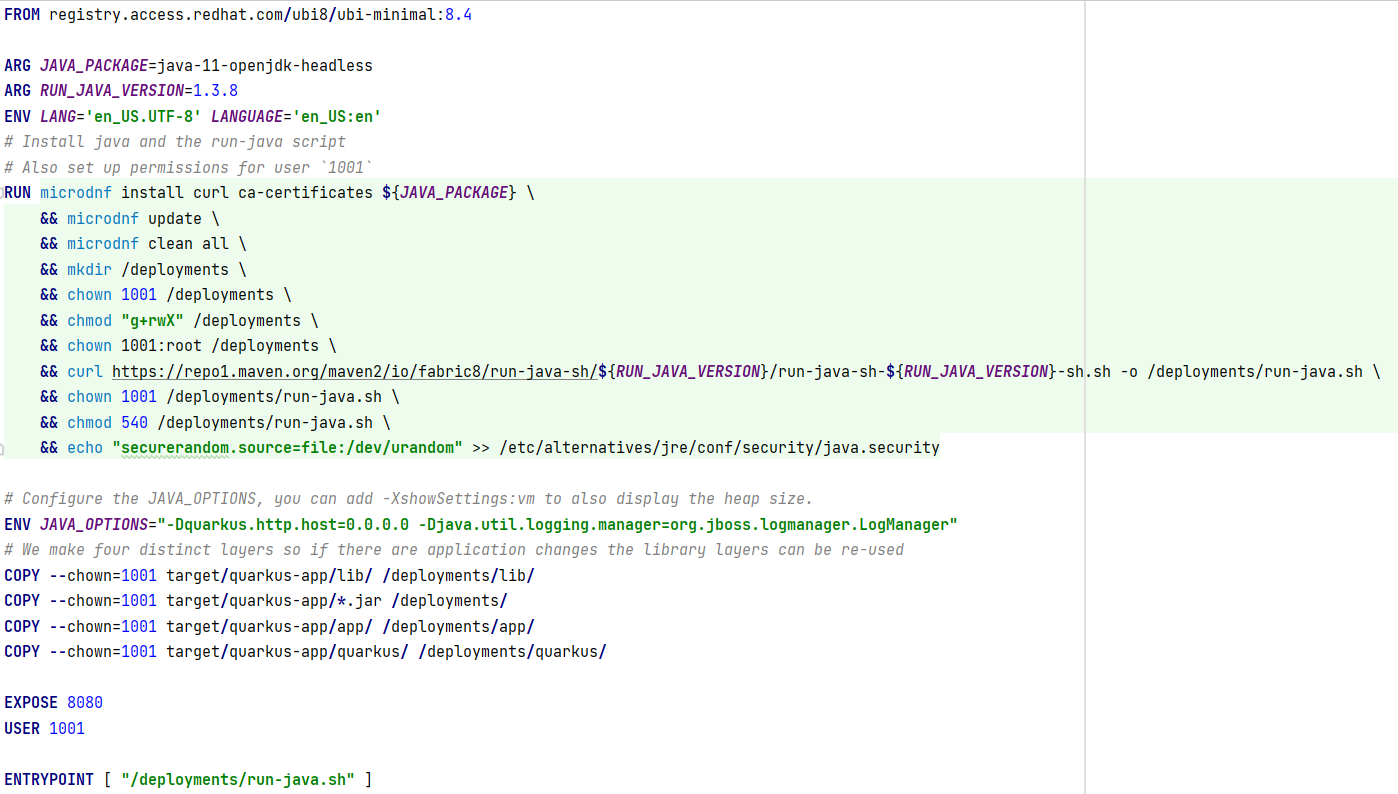 FROM registry.access.redhat.com/ubi8/ubi-minimal:8.4

ARG JAVA_PACKAGE=java-11-openjdk-headless
ARG RUN_JAVA_VERSION=1.3.8
ENV LANG='en_US.UTF-8' LANGUAGE='en_US:en'
# Install java and the run-java script
# Also set up permissions for user `1001`
RUN microdnf install curl ca-certificates ${JAVA_PACKAGE} \
    && microdnf update \
    && microdnf clean all \
    && mkdir /deployments \
    && chown 1001 /deployments \
    && chmod "g+rwX" /deployments \
    && chown 1001:root /deployments \
    && curl https://repo1.maven.org/maven2/io/fabric8/run-java-sh/${RUN_JAVA_VERSION}/run-java-sh-${RUN_JAVA_VERSION}-sh.sh -o /deployments/run-java.sh \
    && chown 1001 /deployments/run-java.sh \
    && chmod 540 /deployments/run-java.sh \
    && echo "securerandom.source=file:/dev/urandom" >> /etc/alternatives/jre/conf/security/java.security

# Configure the JAVA_OPTIONS, you can add -XshowSettings:vm to also display the heap size.
ENV JAVA_OPTIONS="-Dquarkus.http.host=0.0.0.0 -Djava.util.logging.manager=org.jboss.logmanager.LogManager"
# We make four distinct layers so if there are application changes the library layers can be re-used
COPY --chown=1001 target/quarkus-app/lib/ /deployments/lib/
COPY --chown=1001 target/quarkus-app/*.jar /deployments/
COPY --chown=1001 target/quarkus-app/app/ /deployments/app/
COPY --chown=1001 target/quarkus-app/quarkus/ /deployments/quarkus/

EXPOSE 8080
USER 1001

ENTRYPOINT [ "/deployments/run-java.sh" ]